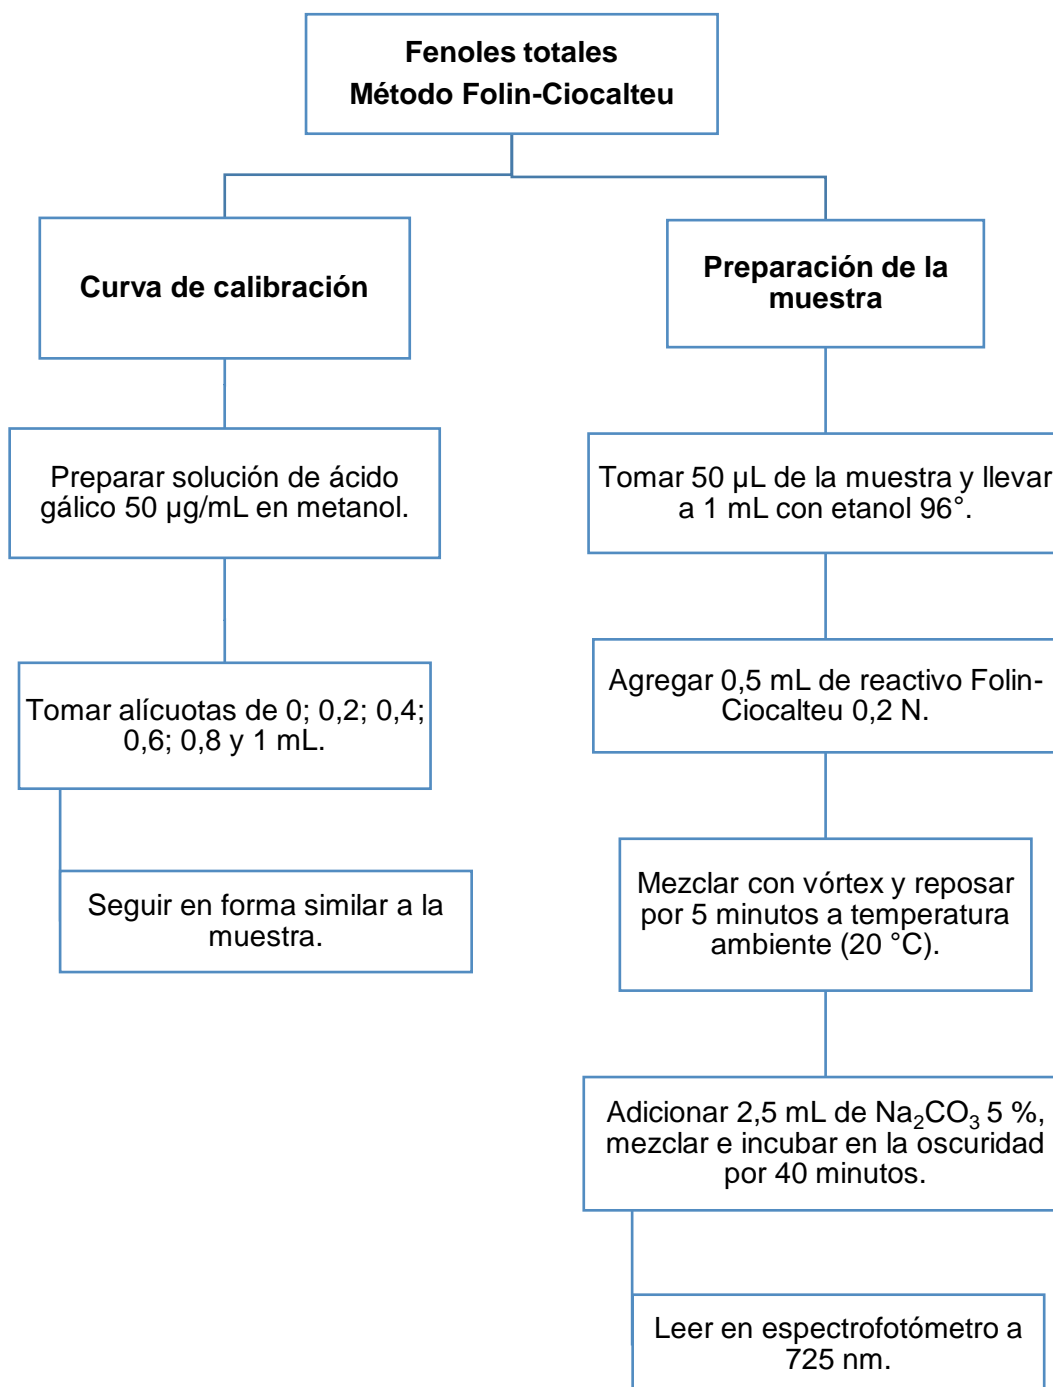 Fenoles totales
Método Folin-Ciocalteu
Curva de calibración
Preparar solución de ácido
gálico 50 µg/mL en metanol.
Tomar alícuotas de 0; 0,2; 0,4;
0,6; 0,8 y 1 mL.
Seguir en forma similar a la
muestra.
Preparación de la
muestra
Tomar 50 µL de la muestra y llevar
a 1 mL con etanol 96°.
Agregar 0,5 mL de reactivo Folin-
Ciocalteu 0,2 N.
Mezclar con vórtex y reposar
por 5 minutos a temperatura
ambiente (20 °C).
Adicionar 2,5 mL de Na₂CO₃ 5 %,
mezclar e incubar en la oscuridad
por 40 minutos.
Leer en espectrofotómetro a
725 nm.